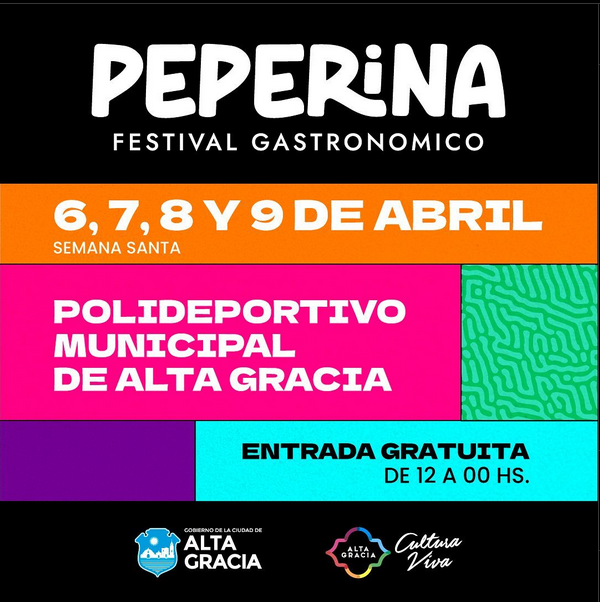 PEPERiNA
FESTIVAL GASTRONOMICO
6, 7, 8 Y 9 DE ABRIL
SEMANA SANTA
POLIDEPORTIVO
MUNICIPAL
DE ALTA GRACIA
ENTRADA GRATUITA
DE 12 A 00 HS.
GOBIERNO DE LA CIUDAD DE
ALTA
GRACIA
ALTA
GRACIA
Cultura
Viva